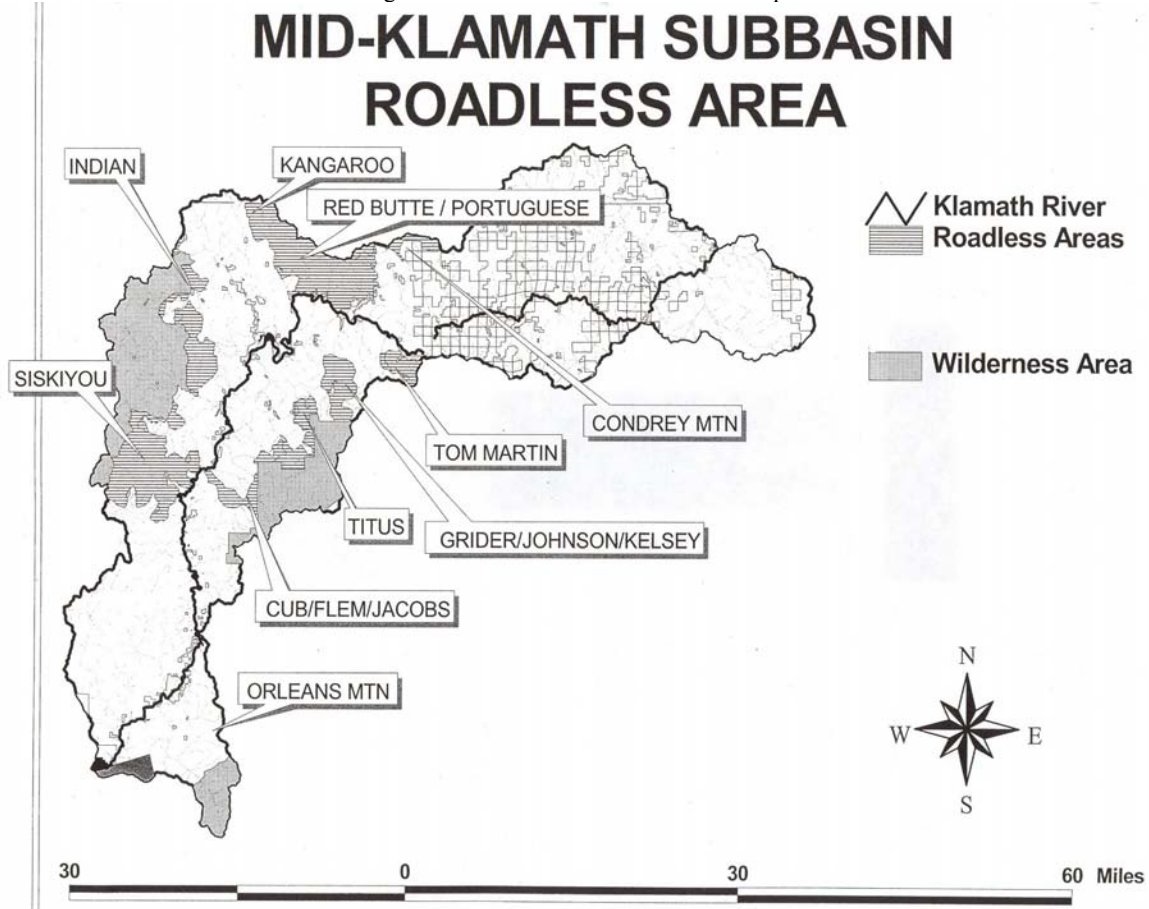 MID-KLAMATH SUBBASIN
ROADLESS AREA
INDIAN
KANGAROO
RED BUTTE / PORTUGUESE
Klamath River
Roadless Areas
SISKIYOU
Wilderness Area
CONDREY MTN
TOM MARTIN
TITUS
GRIDER/JOHNSON/KELSEY
CUB/FLEM/JACOBS
ORLEANS MTN
N
W
E
S
30
0
30
60 Miles